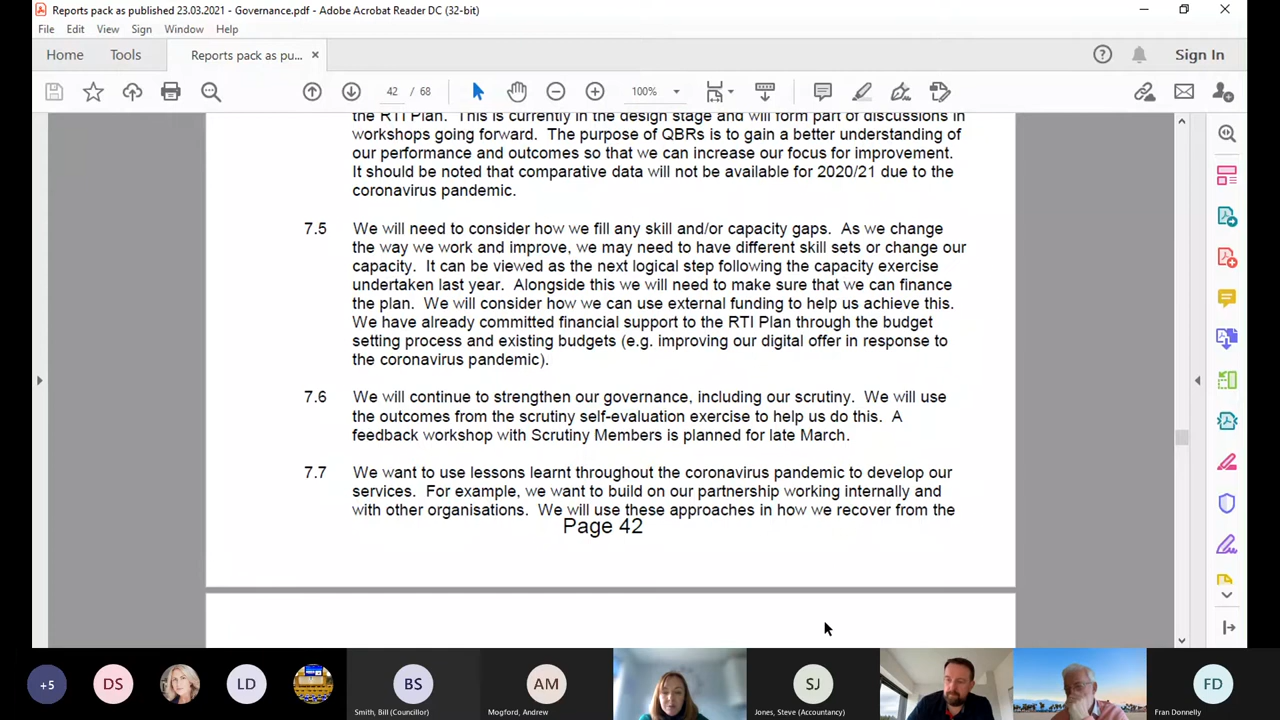 Reports pack as published 23.03.2021 - Governance.pdf - Adobe Acrobat Reader DC (32-bit)
File Edit View Sign Window Help
Home Tools Reports pack as pu... × Sign In
42 / 68 100%
the RTI Plan. This is currently in the design stage and will form part of discussions in
workshops going forward. The purpose of QBRs is to gain a better understanding of
our performance and outcomes so that we can increase our focus for improvement.
It should be noted that comparative data will not be available for 2020/21 due to the
coronavirus pandemic.
7.5 We will need to consider how we fill any skill and/or capacity gaps. As we change
the way we work and improve, we may need to have different skill sets or change our
capacity. It can be viewed as the next logical step following the capacity exercise
undertaken last year. Alongside this we will need to make sure that we can finance
the plan. We will consider how we can use external funding to help us achieve this.
We have already committed financial support to the RTI Plan through the budget
setting process and existing budgets (e.g. improving our digital offer in response to
the coronavirus pandemic).
7.6 We will continue to strengthen our governance, including our scrutiny. We will use
the outcomes from the scrutiny self-evaluation exercise to help us do this. A
feedback workshop with Scrutiny Members is planned for late March.
7.7 We want to use lessons learnt throughout the coronavirus pandemic to develop our
services. For example, we want to build on our partnership working internally and
with other organisations. We will use these approaches in how we recover from the
Page 42
+5 DS LD BS AM SJ FD
Smith, Bill (Councillor) Mogford, Andrew Jones, Steve (Accountancy) Fran Donnelly